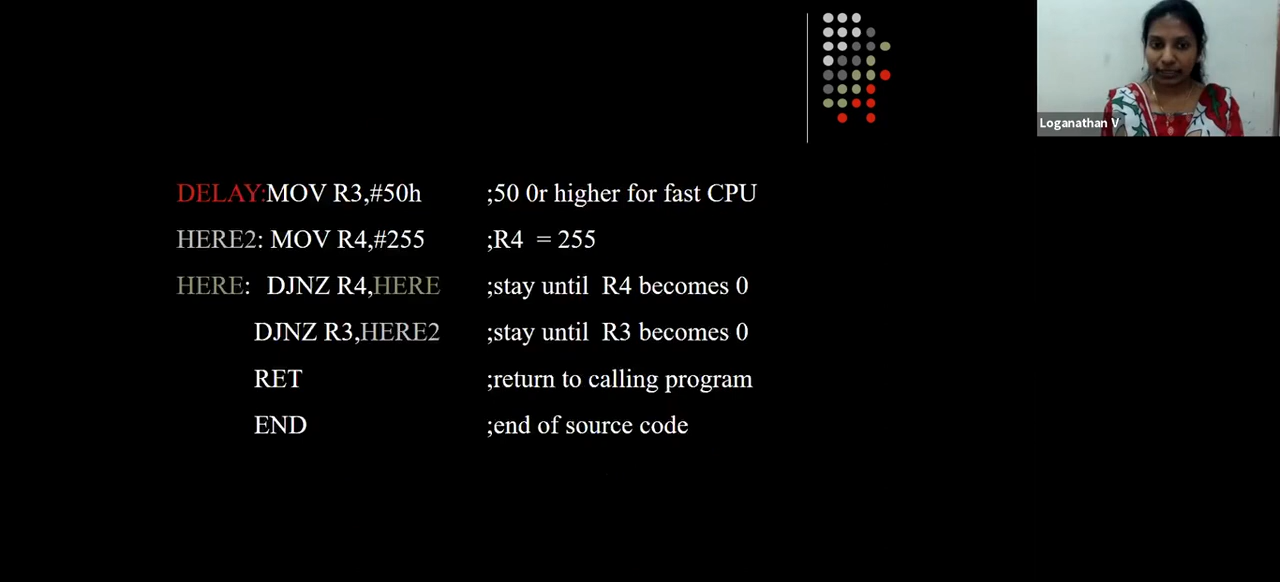 Loganathan V
DELAY:MOV R3,#50h ;50 0r higher for fast CPU
HERE2: MOV R4,#255 ;R4 = 255
HERE: DJNZ R4,HERE ;stay until R4 becomes 0
DJNZ R3,HERE2 ;stay until R3 becomes 0
RET ;return to calling program
END ;end of source code